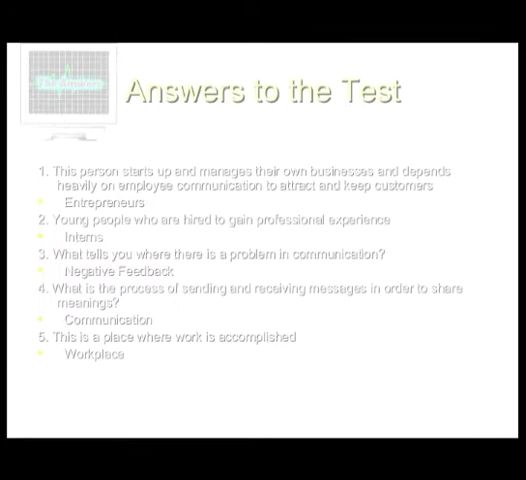 The Answers
Answers to the Test
1. This person starts up and manages their own businesses and depends
heavily on employee communication to attract and keep customers
Entrepreneurs
2. Young people who are hired to gain professional experience
Interns
3. What tells you where there is a problem in communication?
Negative Feedback
4. What is the process of sending and receiving messages in order to share
meanings?
Communication
5. This is a place where work is accomplished
Workplace